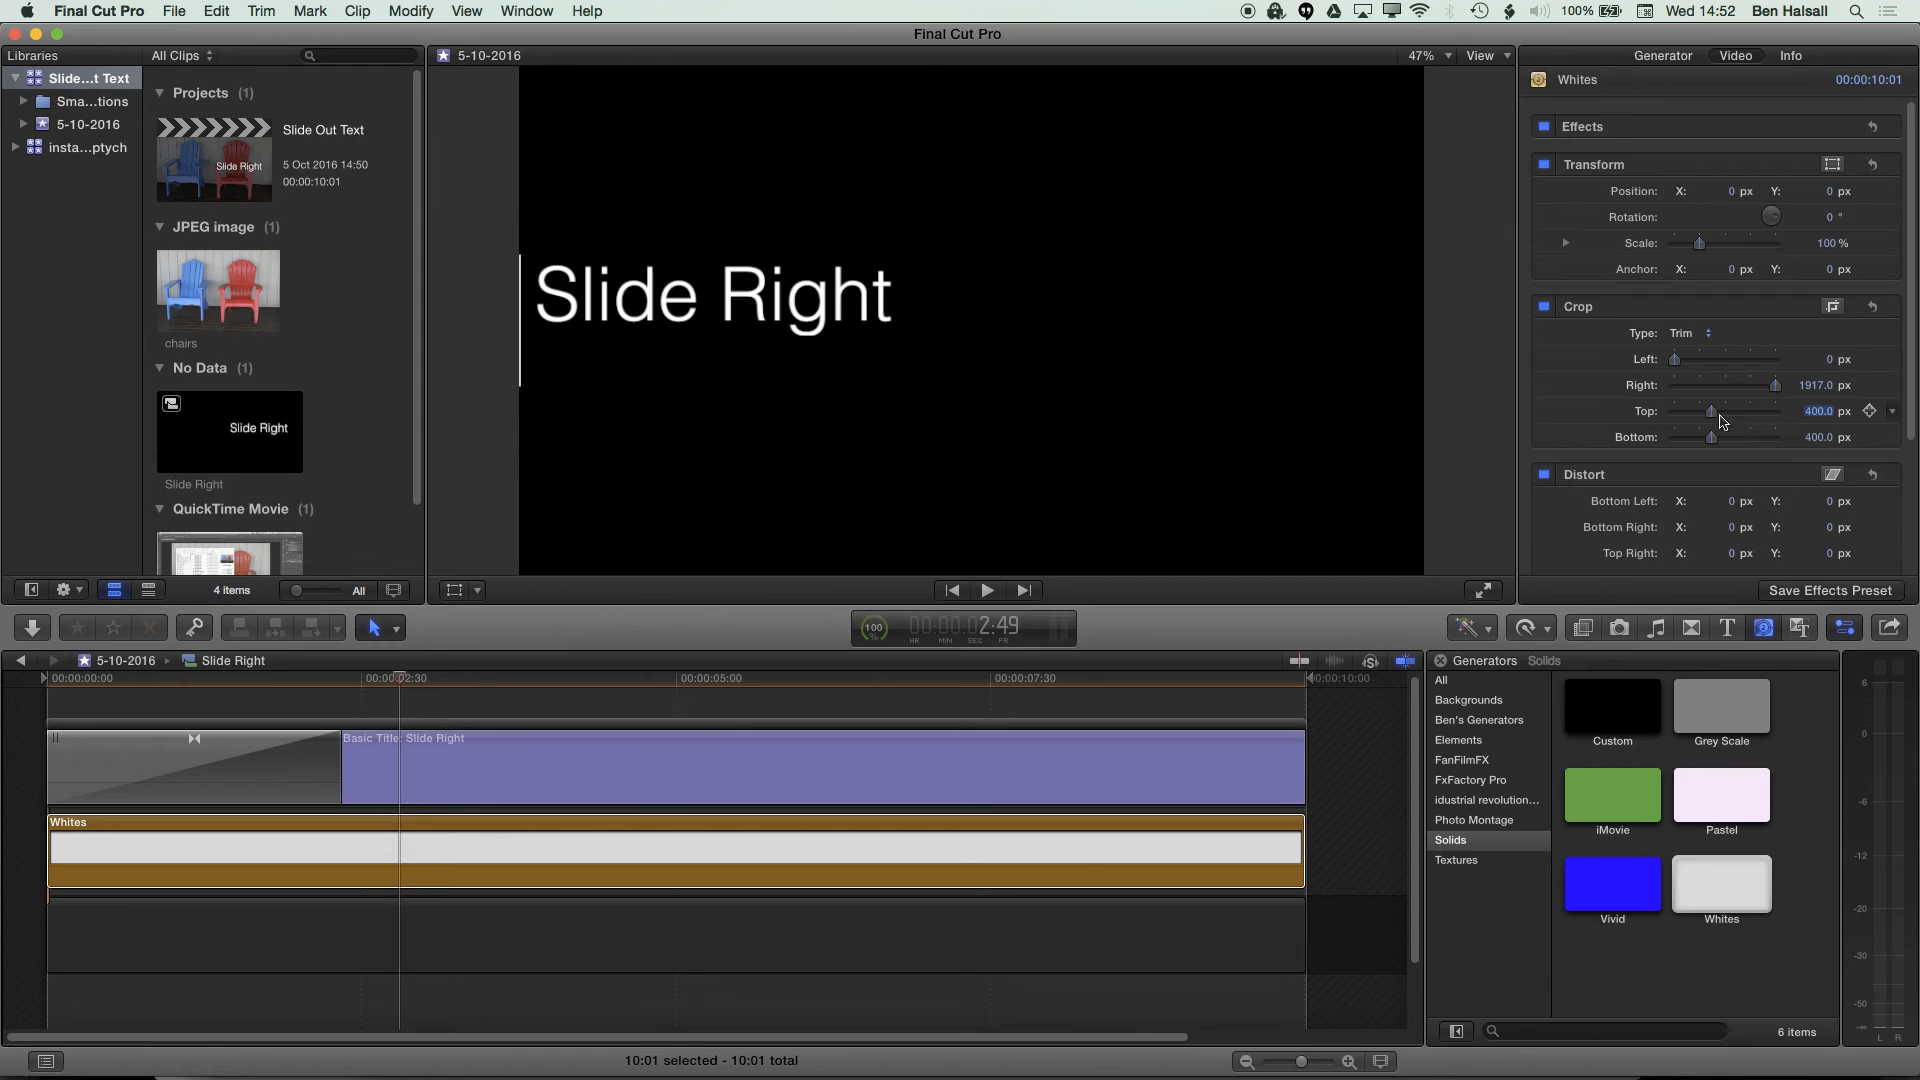 Final Cut Pro File Edit Trim Mark Clip Modify View Window Help 100% Wed 14:52 Ben Halsall
Final Cut Pro
Libraries All Clips 5-10-2016 47% View Generator Video Info
Slide...t Text
Sma...tions
5-10-2016
insta...ptych
Projects (1)
Slide Out Text
5 Oct 2016 14:50
00:00:10:01
Slide Right
JPEG image (1)
chairs
No Data (1)
Slide Right
Slide Right
QuickTime Movie (1)
4 items All
Slide Right
Whites 00:00:10:01
Effects
Transform
Position: X: 0 px Y: 0 px
Rotation: 0 °
Scale: 100 %
Anchor: X: 0 px Y: 0 px
Crop
Type: Trim
Left: 0 px
Right: 1917.0 px
Top: 400.0 px
Bottom: 400.0 px
Distort
Bottom Left: X: 0 px Y: 0 px
Bottom Right: X: 0 px Y: 0 px
Top Right: X: 0 px Y: 0 px
Save Effects Preset
100 % 00:00:02:49
HR MIN SEC FR
5-10-2016 Slide Right
00:00:00:00 00:00:02:30 00:00:05:00 00:00:07:30 00:00:10:00
Basic Title: Slide Right
Whites
10:01 selected - 10:01 total
Generators Solids
All
Backgrounds
Ben's Generators
Elements
FanFilmFX
FxFactory Pro
idustrial revolution...
Photo Montage
Solids
Textures
Custom Grey Scale
iMovie Pastel
Vivid Whites
6 items
6
0
-6
-12
-20
-30
-50
-∞
L R